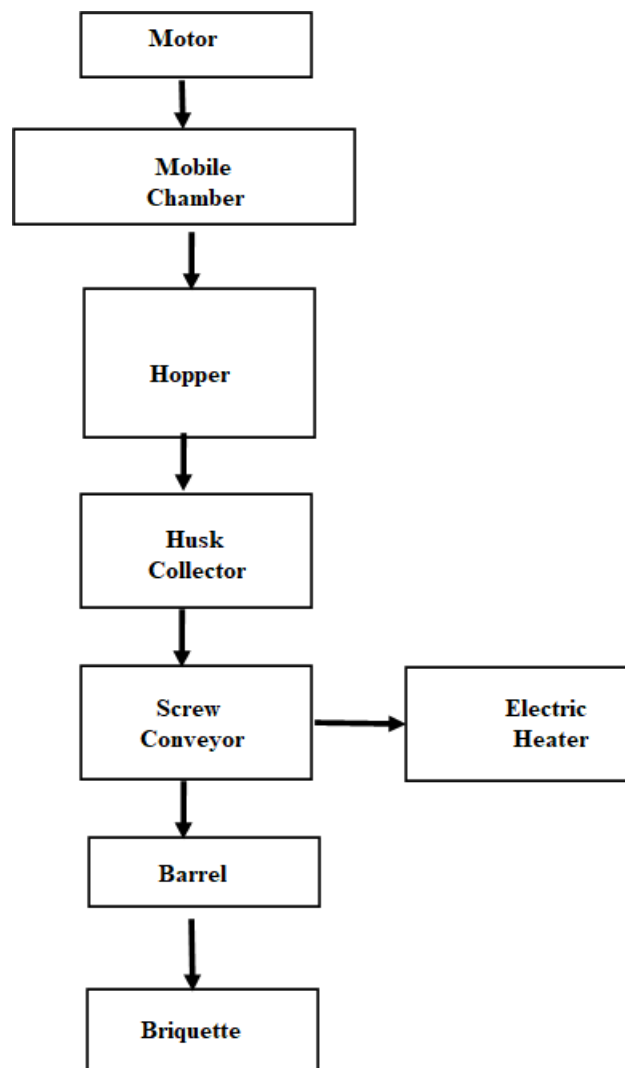 Motor
Mobile
Chamber
Hopper
Husk
Collector
Screw
Conveyor
Electric
Heater
Barrel
Briquette